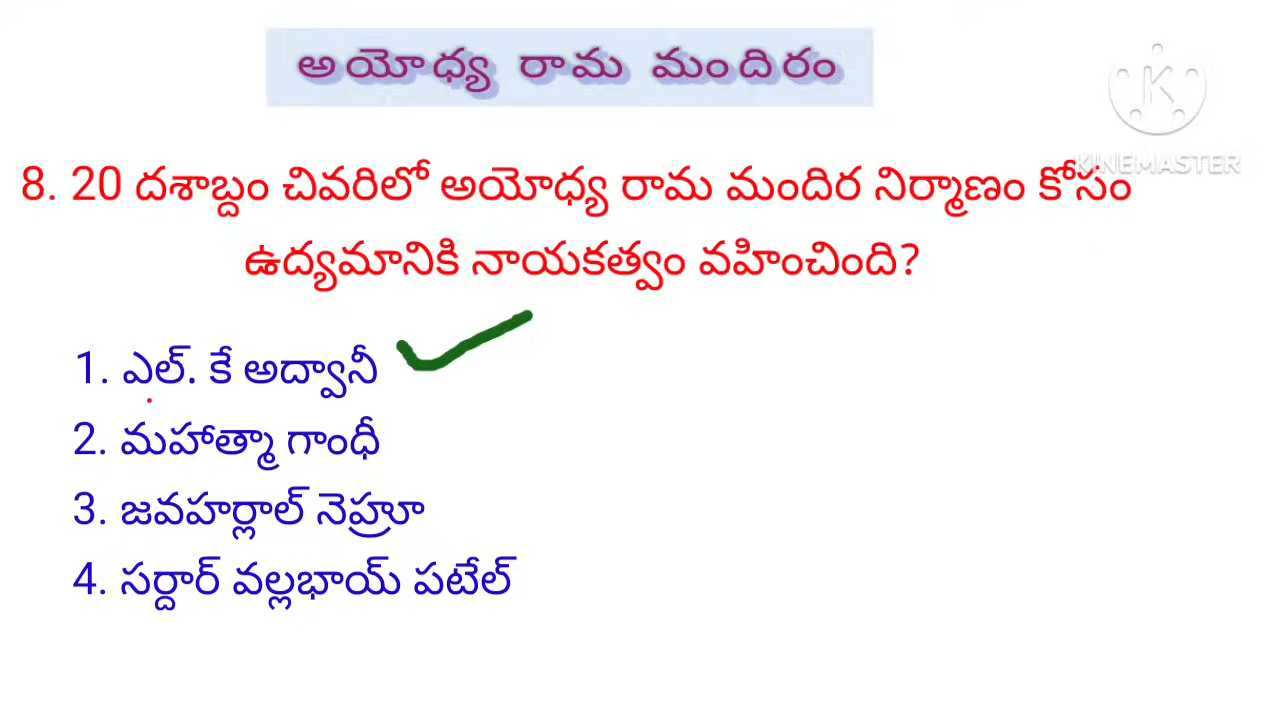 అయోధ్య రామ మందిరం
KINEMASTER
8. 20 దశాబ్దం చివరిలో అయోధ్య రామ మందిర నిర్మాణం కోసం
ఉద్యమానికి నాయకత్వం వహించింది?
1. ఎల్. కే అద్వానీ
2. మహాత్మా గాంధీ
3. జవహర్లాల్ నెహ్రూ
4. సర్దార్ వల్లభాయ్ పటేల్